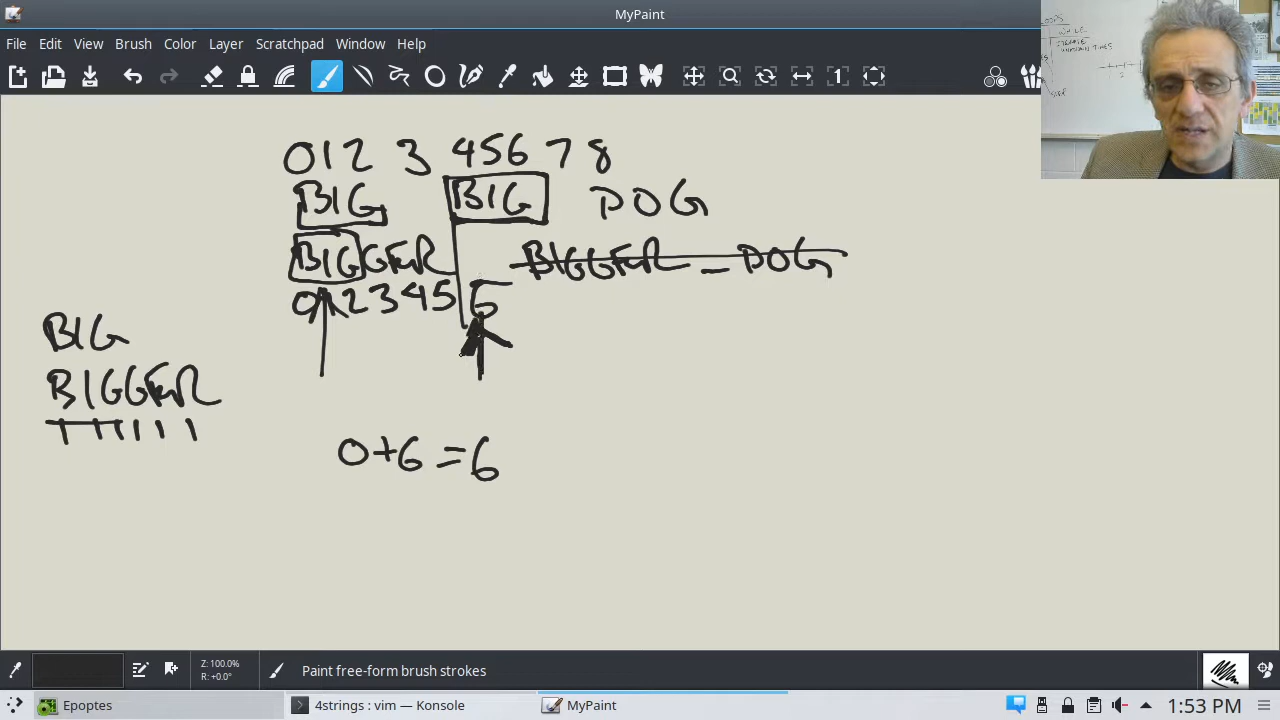 MyPaint
File Edit View Brush Color Layer Scratchpad Window Help
012 3 456 7 8
BIG BIG DOG
BIGGER BIGGER - DOG
012345 6
BIG
BIGGER
0+6=6
Z: 100.0%
R: +0.0°
Paint free-form brush strokes
Epoptes
4strings : vim — Konsole
MyPaint
1:53 PM